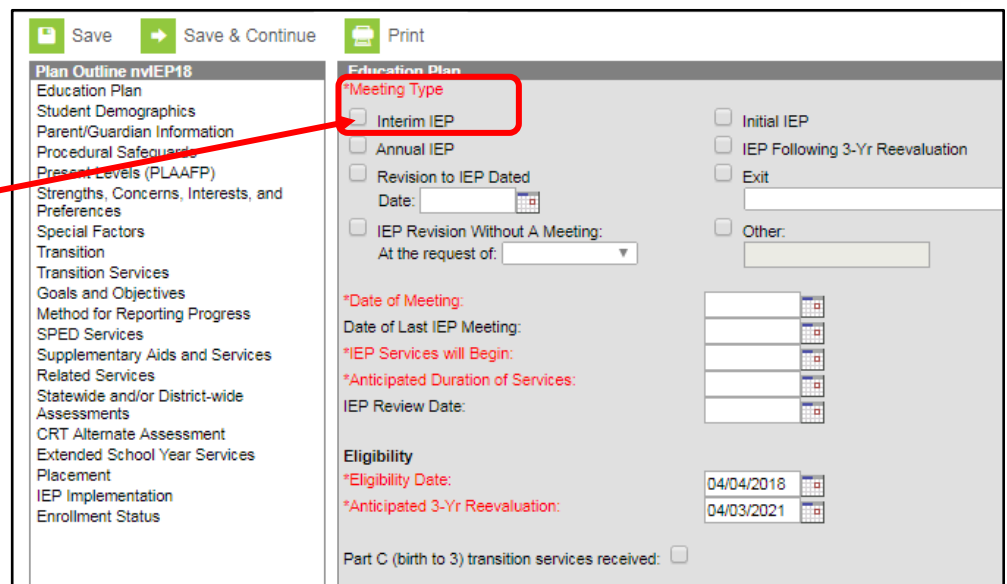 Save Save & Continue Print
Plan Outline nvIEP18
Education Plan
Student Demographics
Parent/Guardian Information
Procedural Safeguards
Present Levels (PLAAFP)
Strengths, Concerns, Interests, and
Preferences
Special Factors
Transition
Transition Services
Goals and Objectives
Method for Reporting Progress
SPED Services
Supplementary Aids and Services
Related Services
Statewide and/or District-wide
Assessments
CRT Alternate Assessment
Extended School Year Services
Placement
IEP Implementation
Enrollment Status
Education Plan
*Meeting Type
Interim IEP Initial IEP
Annual IEP IEP Following 3-Yr Reevaluation
Revision to IEP Dated Exit
Date:
IEP Revision Without A Meeting: Other:
At the request of:
*Date of Meeting:
Date of Last IEP Meeting:
*IEP Services will Begin:
*Anticipated Duration of Services:
IEP Review Date:
Eligibility
*Eligibility Date: 04/04/2018
*Anticipated 3-Yr Reevaluation: 04/03/2021
Part C (birth to 3) transition services received: